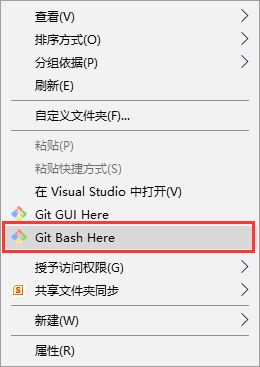 查看(V)
排序方式(O)
分组依据(P)
刷新(E)
自定义文件夹(F)...
粘贴(P)
粘贴快捷方式(S)
在 Visual Studio 中打开(V)
Git GUI Here
Git Bash Here
授予访问权限(G)
共享文件夹同步
新建(W)
属性(R)